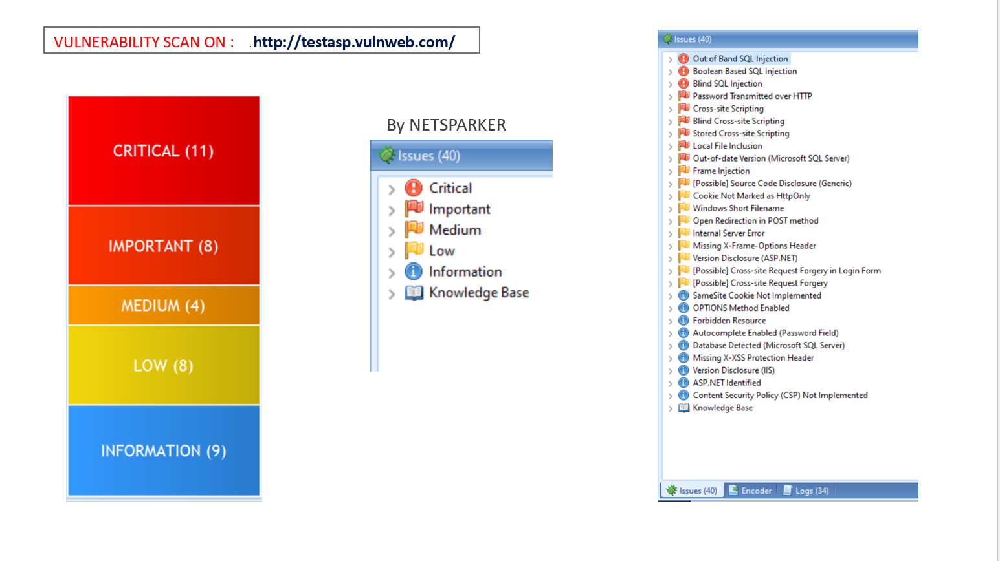 VULNERABILITY SCAN ON : .http://testasp.vulnweb.com/
CRITICAL (11)
IMPORTANT (8)
MEDIUM (4)
LOW (8)
INFORMATION (9)
By NETSPARKER
Issues (40)
Critical
Important
Medium
Low
Information
Knowledge Base
Issues (40)
Out of Band SQL Injection
Boolean Based SQL Injection
Blind SQL Injection
Password Transmitted over HTTP
Cross-site Scripting
Blind Cross-site Scripting
Stored Cross-site Scripting
Local File Inclusion
Out-of-date Version (Microsoft SQL Server)
Frame Injection
[Possible] Source Code Disclosure (Generic)
Cookie Not Marked as HttpOnly
Windows Short Filename
Open Redirection in POST method
Internal Server Error
Missing X-Frame-Options Header
Version Disclosure (ASP.NET)
[Possible] Cross-site Request Forgery in Login Form
[Possible] Cross-site Request Forgery
SameSite Cookie Not Implemented
OPTIONS Method Enabled
Forbidden Resource
Autocomplete Enabled (Password Field)
Database Detected (Microsoft SQL Server)
Missing X-XSS Protection Header
Version Disclosure (IIS)
ASP.NET Identified
Content Security Policy (CSP) Not Implemented
Knowledge Base
Issues (40) Encoder Logs (34)